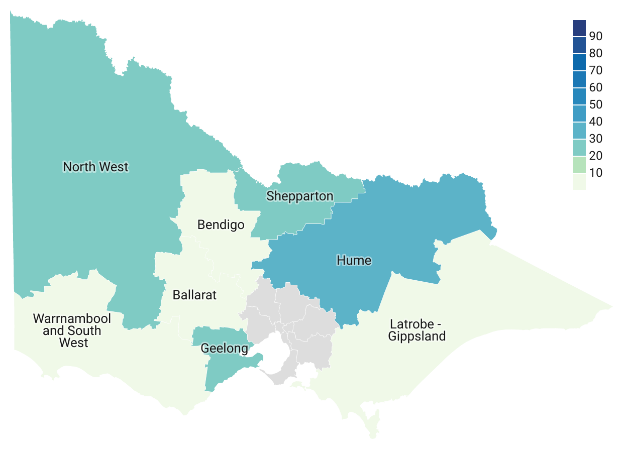 90
80
70
60
50
40
30
20
10
North West
Shepparton
Bendigo
Hume
Ballarat
Warrnambool
and South
West
Geelong
Latrobe -
Gippsland